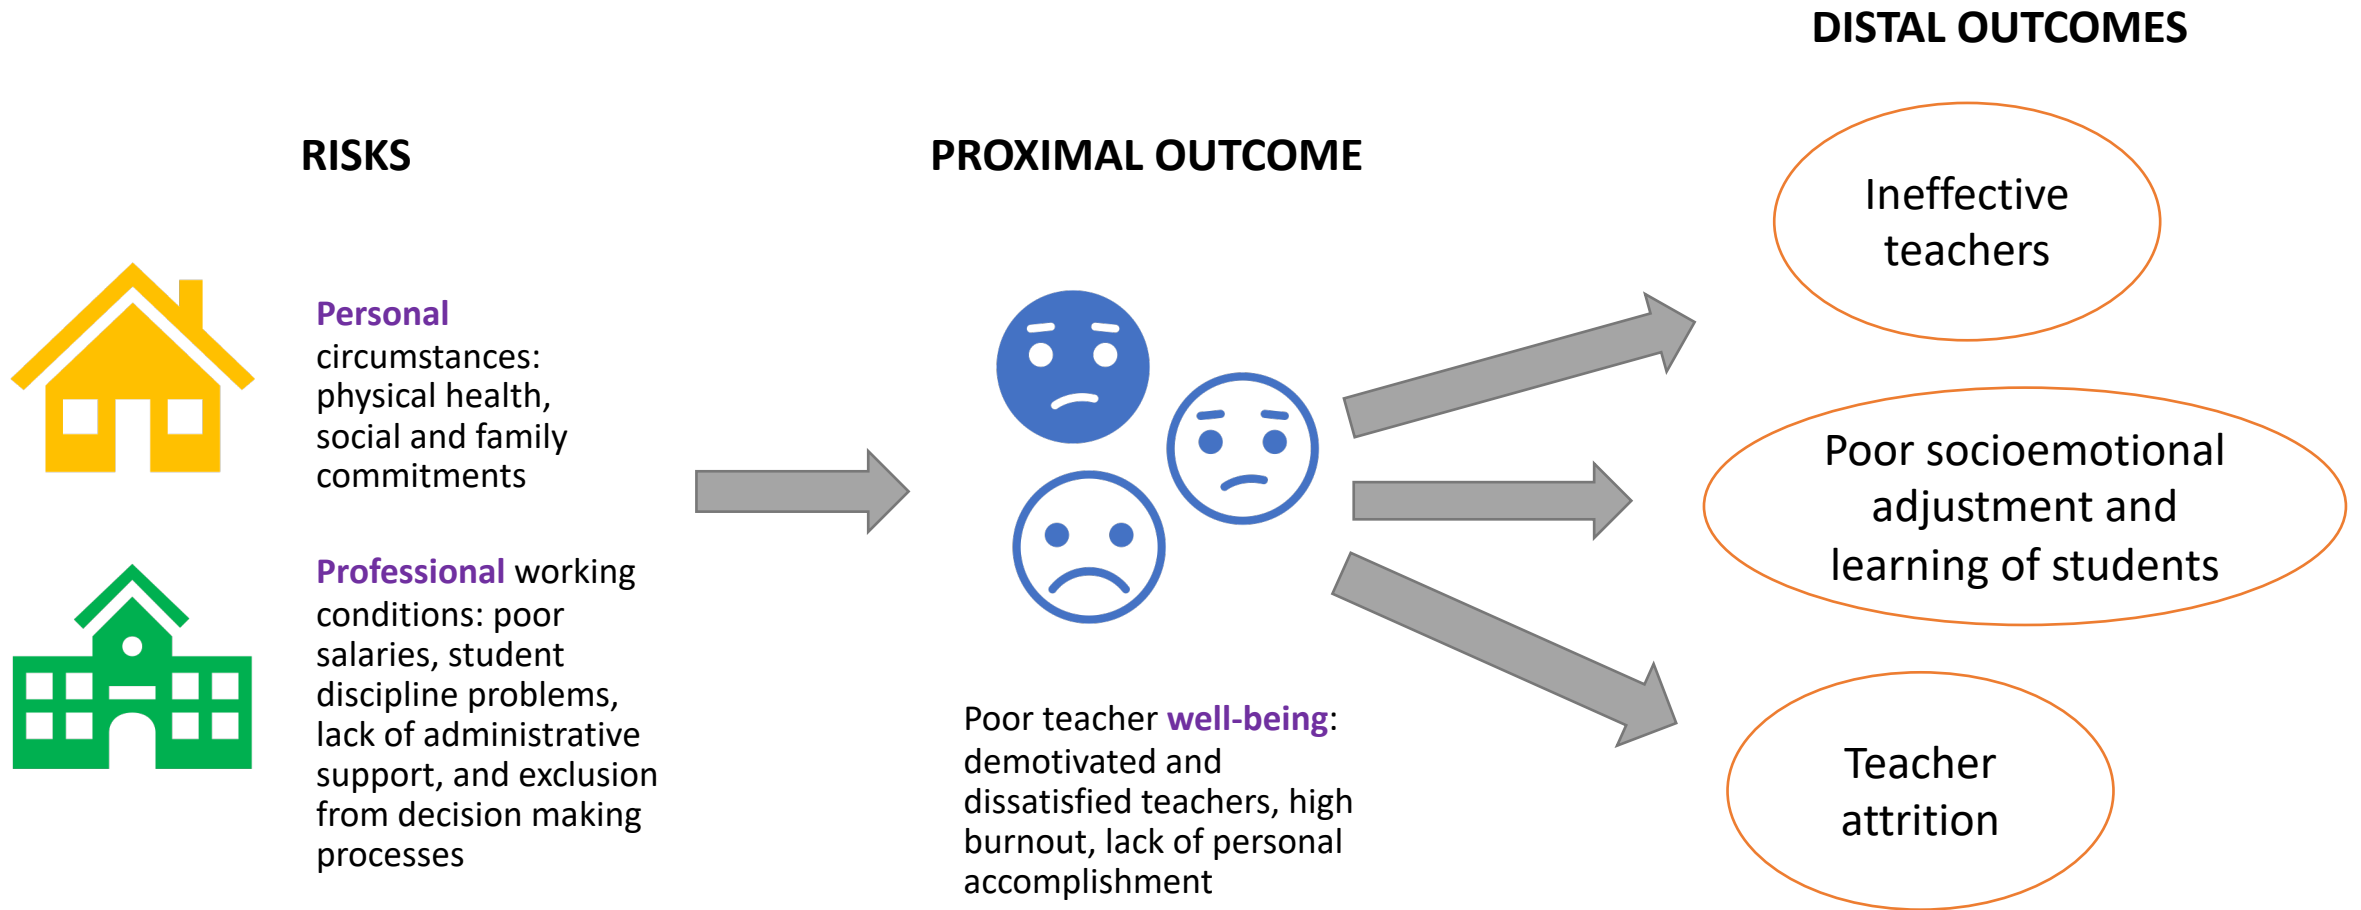 RISKS
Personal
circumstances:
physical health,
social and family
commitments
Professional working
conditions: poor
salaries, student
discipline problems,
lack of administrative
support, and exclusion
from decision making
processes
PROXIMAL OUTCOME
Poor teacher well-being:
demotivated and
dissatisfied teachers, high
burnout, lack of personal
accomplishment
DISTAL OUTCOMES
Ineffective
teachers
Poor socioemotional
adjustment and
learning of students
Teacher
attrition